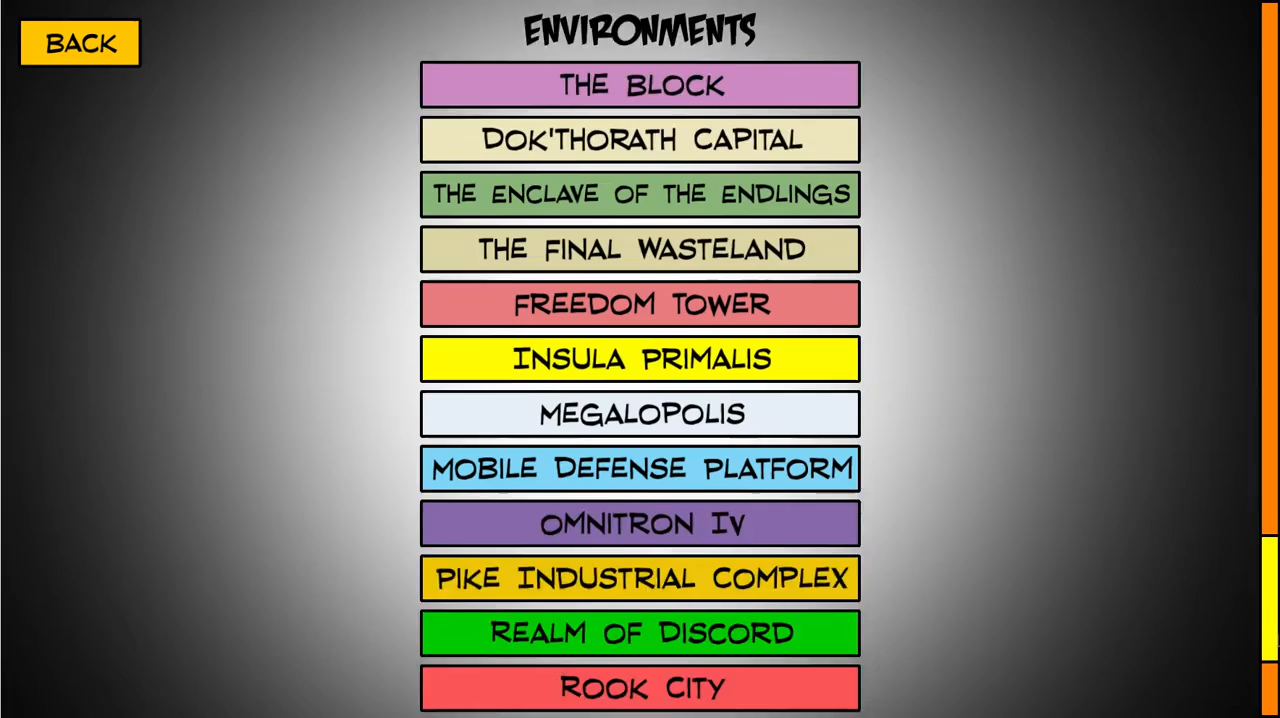 BACK
ENVIRONMENTS
THE BLOCK
DOK'THORATH CAPITAL
THE ENCLAVE OF THE ENDLINGS
THE FINAL WASTELAND
FREEDOM TOWER
INSULA PRIMALIS
MEGALOPOLIS
MOBILE DEFENSE PLATFORM
OMNITRON IV
PIKE INDUSTRIAL COMPLEX
REALM OF DISCORD
ROOK CITY